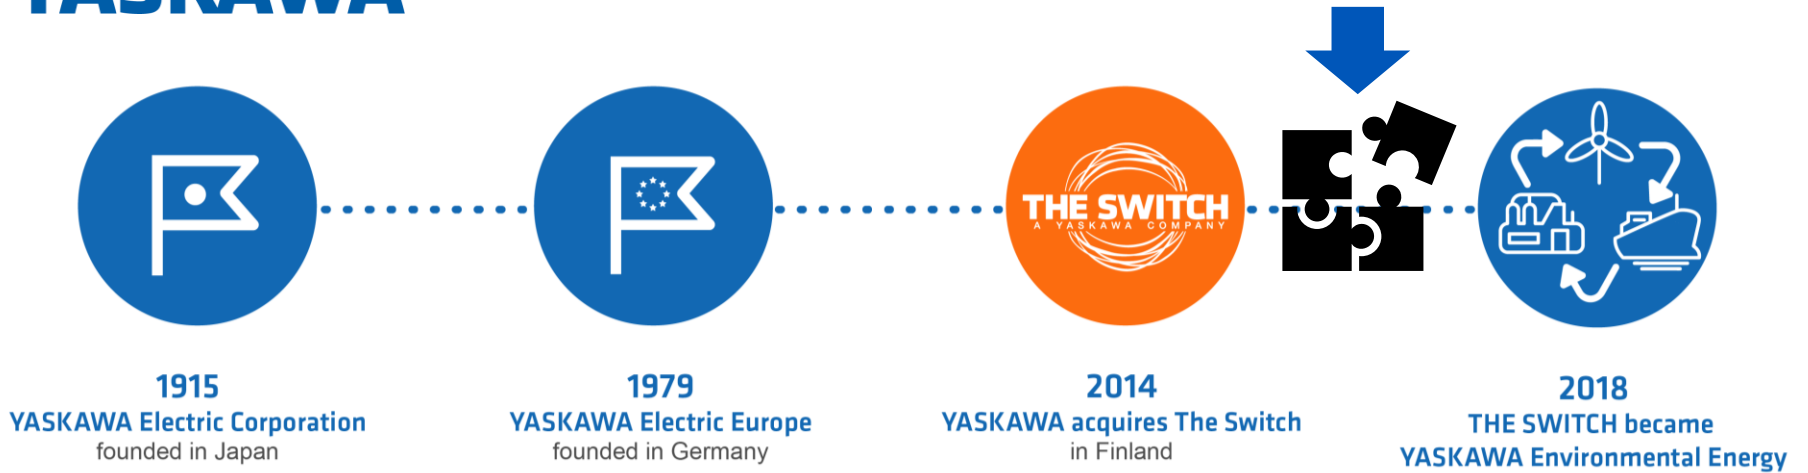 YASKAWA
THE SWITCH
A YASKAWA COMPANY
1915
YASKAWA Electric Corporation
founded in Japan
1979
YASKAWA Electric Europe
founded in Germany
2014
YASKAWA acquires The Switch
in Finland
2018
THE SWITCH became
YASKAWA Environmental Energy